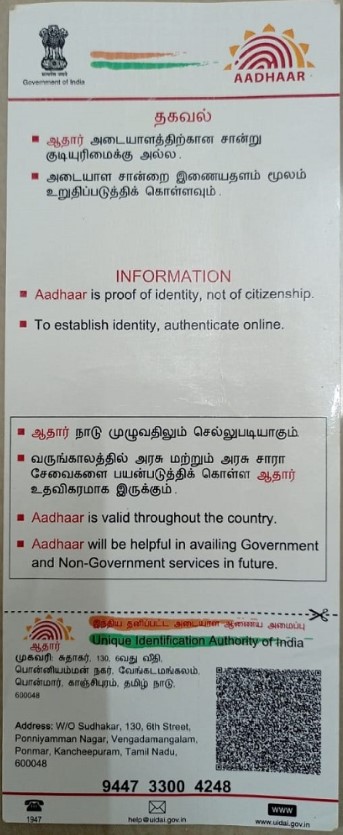 Government of India
AADHAAR
தகவல்
ஆதார் அடையாளத்திற்கான சான்று
குடியுரிமைக்கு அல்ல .
அடையாள சான்றை இணையதளம் மூலம்
உறுதிப்படுத்திக் கொள்ளவும் .
INFORMATION
Aadhaar is proof of identity, not of citizenship.
To establish identity, authenticate online.
ஆதார் நாடு முழுவதிலும் செல்லுபடியாகும்
வருங்காலத்தில் அரசு மற்றும் அரசு சாரா
சேவைகளை பயன்படுத்திக் கொள்ள ஆதார்
உதவிகரமாக இருக்கும் .
Aadhaar is valid throughout the country.
Aadhaar will be helpful in availing Government
and Non-Government services in future.
இந்திய தனிப்பட்ட அடையாள ஆணைய அமைப்பு
Unique Identification Authority of India
ஆதார்
முகவரி: சுதாகர், 130, 6வது வீதி,
பொன்னியம்மன் நகர், வேங்கடமங்கலம்,
பொன்மார், காஞ்சிபுரம், தமிழ் நாடு,
600048
Address: W/O Sudhakar, 130, 6th Street,
Ponniyamman Nagar, Vengadamangalam,
Ponmar, Kancheepuram, Tamil Nadu,
600048
9447 3300 4248
1947
help@uidai.gov.in
www
www.uidai.gov.in